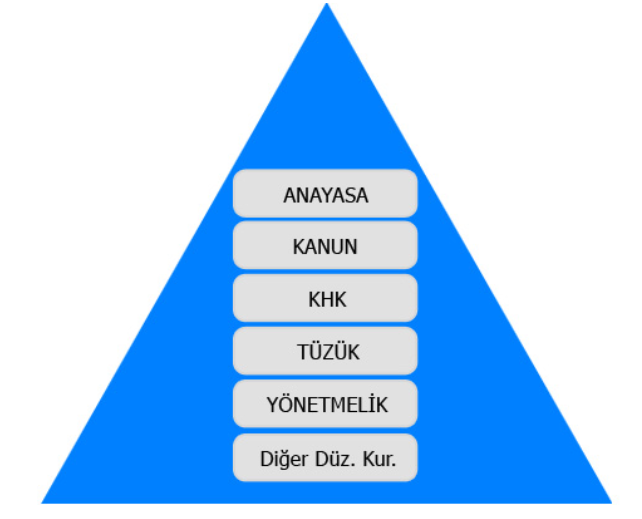 ANAYASA
KANUN
KHK
TÜZÜK
YÖNETMELİK
Diğer Düz. Kur.